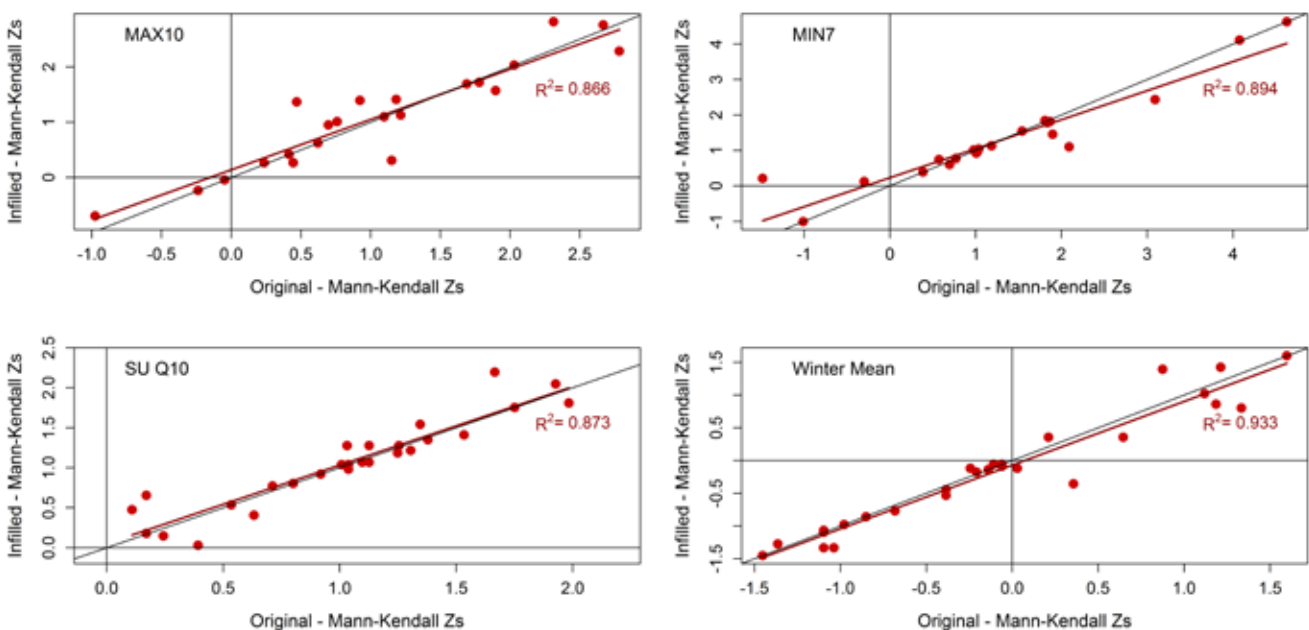 MAX10
R²= 0.866
Infilled - Mann-Kendall Zs
0
1
2
-1.0
-0.5
0.0
0.5
1.0
1.5
2.0
2.5
Original - Mann-Kendall Zs
MIN7
R²= 0.894
Infilled - Mann-Kendall Zs
-1
0
1
2
3
4
0
1
2
4
Original - Mann-Kendall Zs
SU Q10
R²= 0.873
Infilled - Mann-Kendall Zs
0.0
0.5
1.0
1.5
2.0
2.5
0.0
0.5
1.0
1.5
2.0
Original - Mann-Kendall Zs
Winter Mean
R²= 0.933
Infilled - Mann-Kendall Zs
-1.5
-0.5
0.5
1.5
-1.5
-1.0
-0.5
0.0
0.5
1.0
1.5
Original - Mann-Kendall Zs